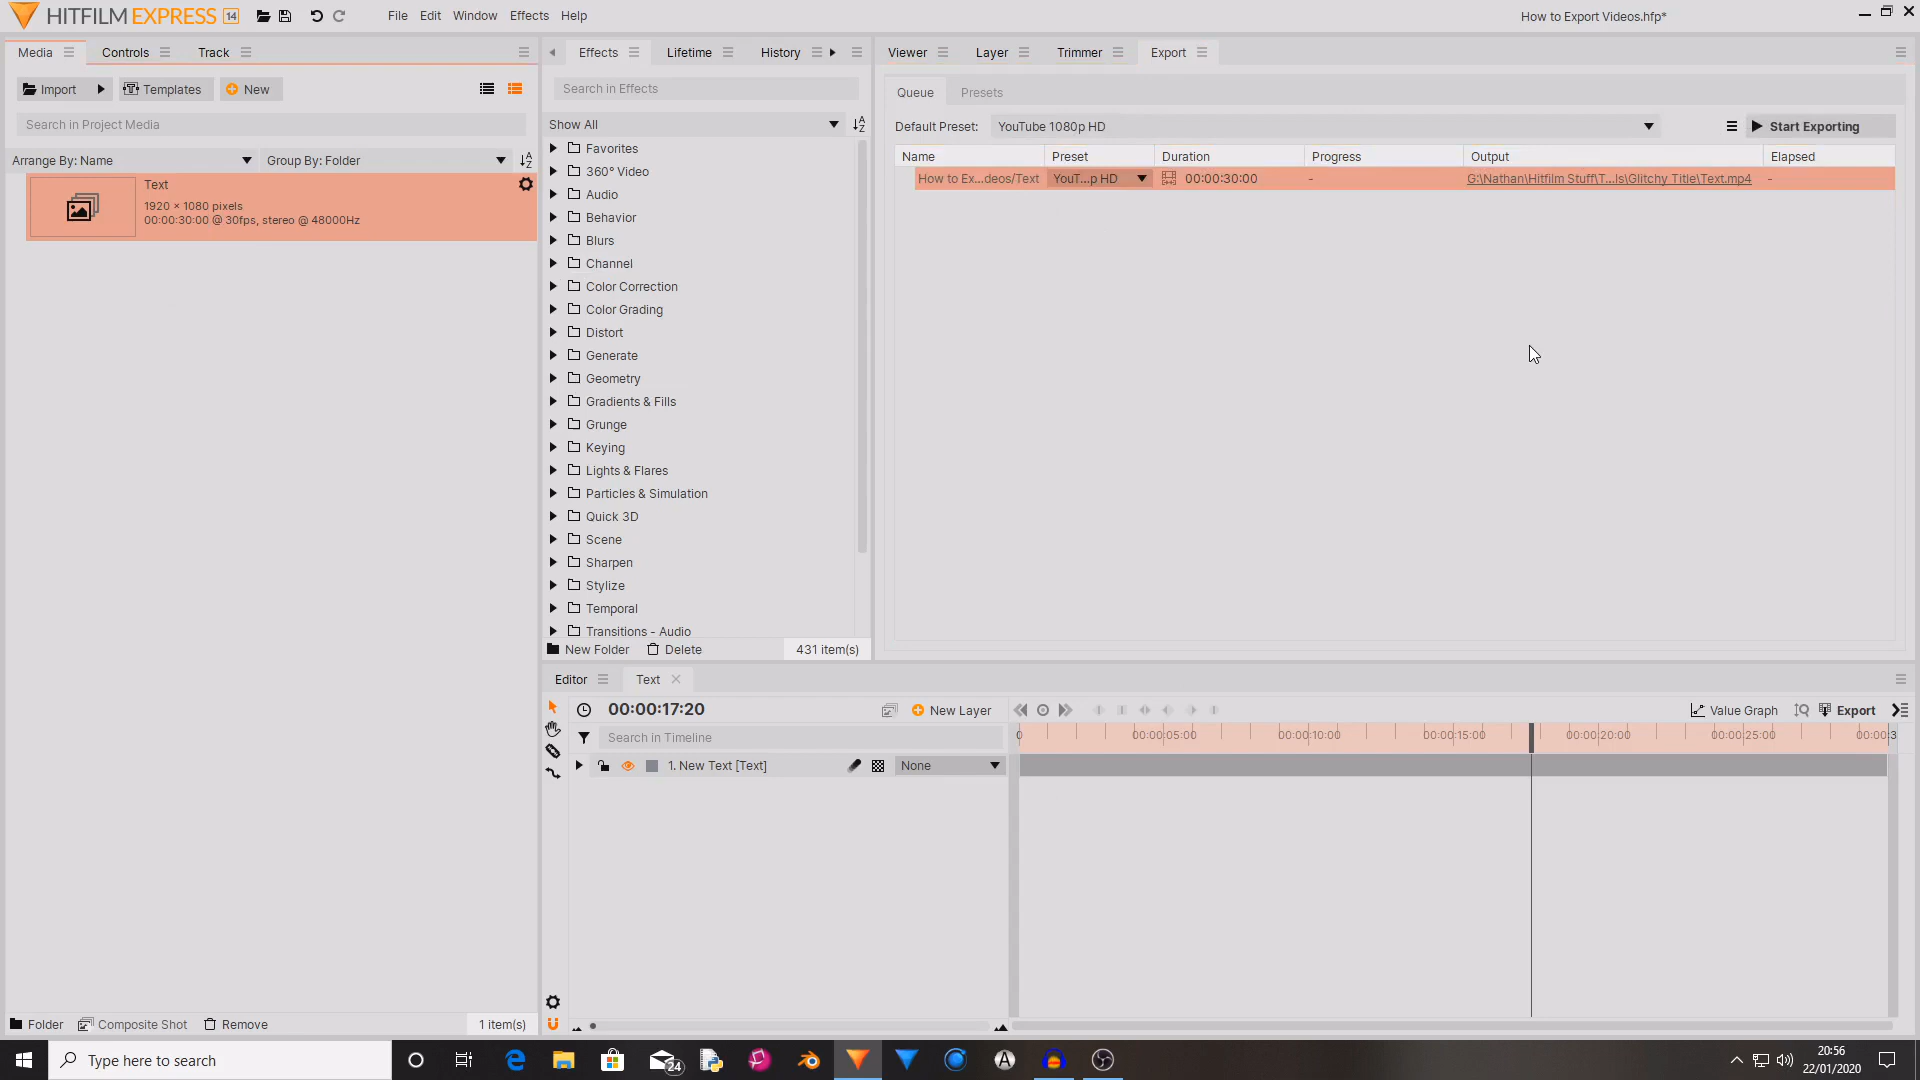 HITFILM EXPRESS 14
File Edit Window Effects Help
How to Export Videos.hfp*
Media Controls Track
Effects Lifetime History
Viewer Layer Trimmer Export
Import Templates New
Search in Effects
Queue Presets
Search in Project Media
Show All
Default Preset: YouTube 1080p HD Start Exporting
Arrange By: Name Group By: Folder
Name Preset Duration Progress Output Elapsed
How to Ex...deos/Text YouT...p HD 00:00:30:00 - G:\Nathan\Hitfilm Stuff\T...ls\Glitchy Title\Text.mp4 -
Text
1920 × 1080 pixels
00:00:30:00 @ 30fps, stereo @ 48000Hz
Favorites
360° Video
Audio
Behavior
Blurs
Channel
Color Correction
Color Grading
Distort
Generate
Geometry
Gradients & Fills
Grunge
Keying
Lights & Flares
Particles & Simulation
Quick 3D
Scene
Sharpen
Stylize
Temporal
Transitions - Audio
New Folder Delete 431 item(s)
Editor Text
00:00:17:20 New Layer Value Graph Export
Search in Timeline
0 00:00:05:00 00:00:10:00 00:00:15:00 00:00:20:00 00:00:25:00 00:00:3
1. New Text [Text] None
Folder Composite Shot Remove 1 item(s)
Type here to search
24
A
20:56
22/01/2020